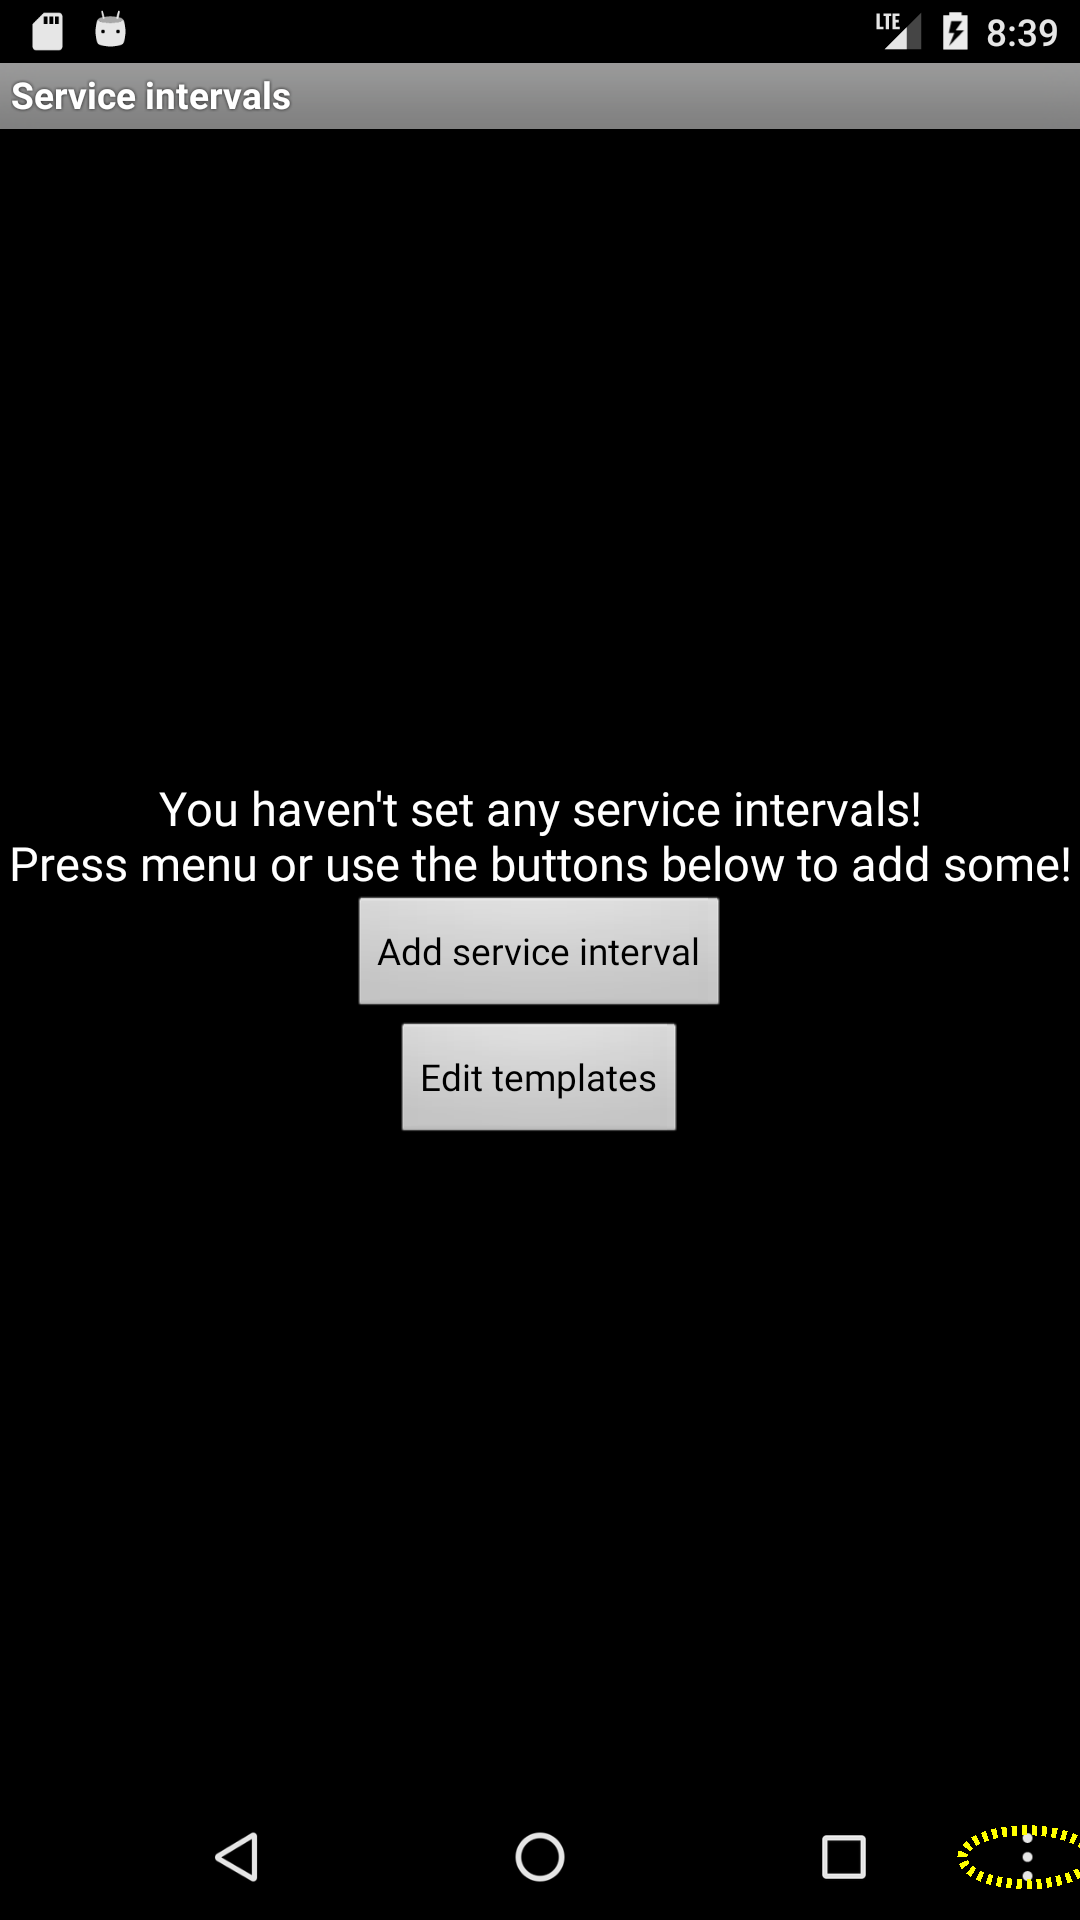 LTE 8:39
Service intervals
You haven't set any service intervals!
Press menu or use the buttons below to add some!
Add service interval
Edit templates